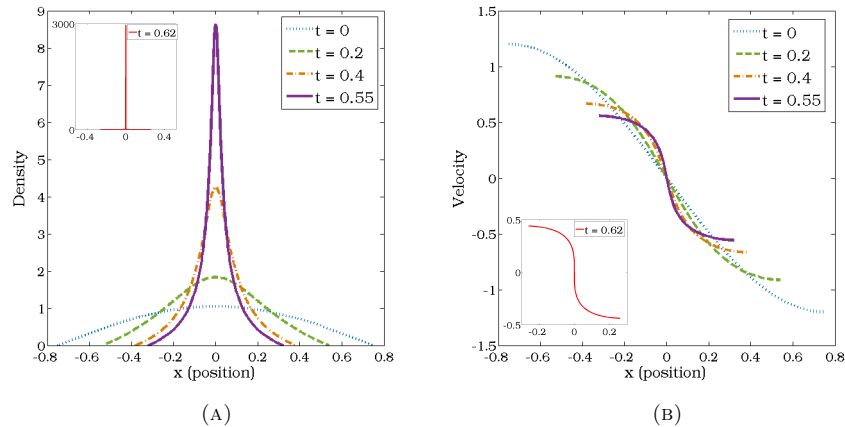 9
8
7
6
5
4
3
2
1
0
Density
-0.8 -0.6 -0.4 -0.2 0 0.2 0.4 0.6 0.8
x (position)
t = 0
t = 0.2
t = 0.4
t = 0.55
3000
0
-0.4 0 0.4
t = 0.62
(A)
1.5
1
0.5
0
-0.5
-1
-1.5
Velocity
-0.8 -0.6 -0.4 -0.2 0 0.2 0.4 0.6 0.8
x (position)
t = 0
t = 0.2
t = 0.4
t = 0.55
0.5
0
-0.5
-0.2 0 0.2
t = 0.62
(B)